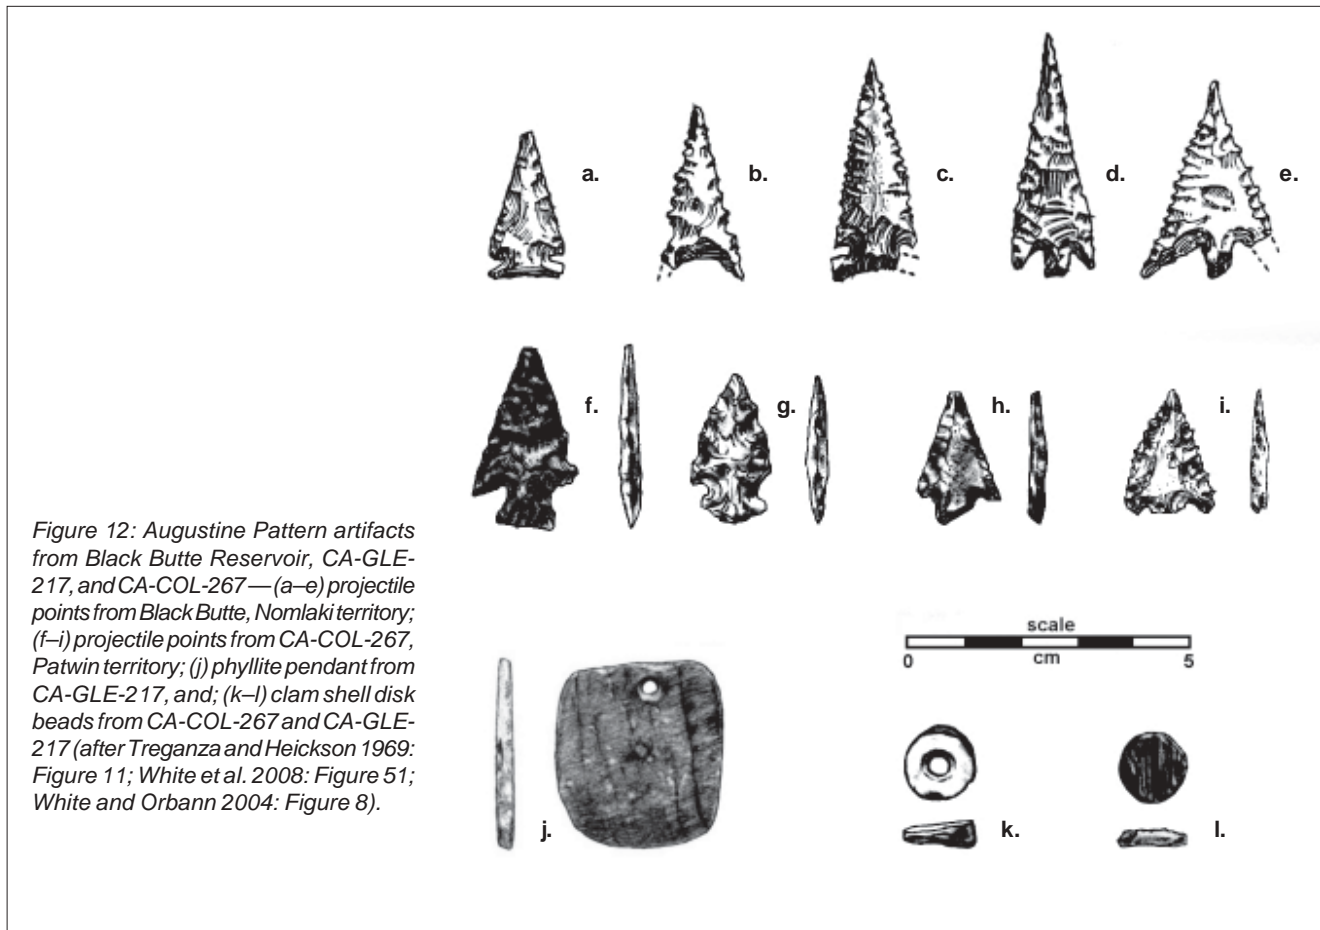 a.
b.
c.
d.
e.
f.
g.
h.
i.
Figure 12: Augustine Pattern artifacts
from Black Butte Reservoir, CA-GLE-
217, and CA-COL-267 — (a–e) projectile
points from Black Butte, Nomlaki territory;
(f–i) projectile points from CA-COL-267,
Patwin territory; (j) phyllite pendant from
CA-GLE-217, and; (k–l) clam shell disk
beads from CA-COL-267 and CA-GLE-
217 (after Treganza and Heickson 1969:
Figure 11; White et al. 2008: Figure 51;
White and Orbann 2004: Figure 8).
scale
0 cm 5
j.
k.
l.